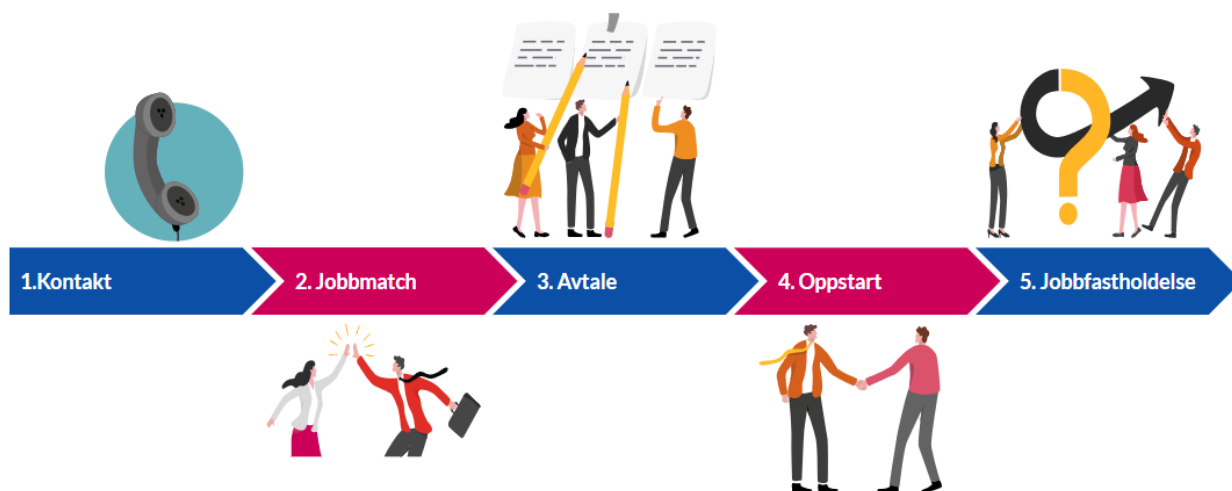 1.Kontakt
2. Jobbmatch
3. Avtale
4. Oppstart
5. Jobbfastholdelse